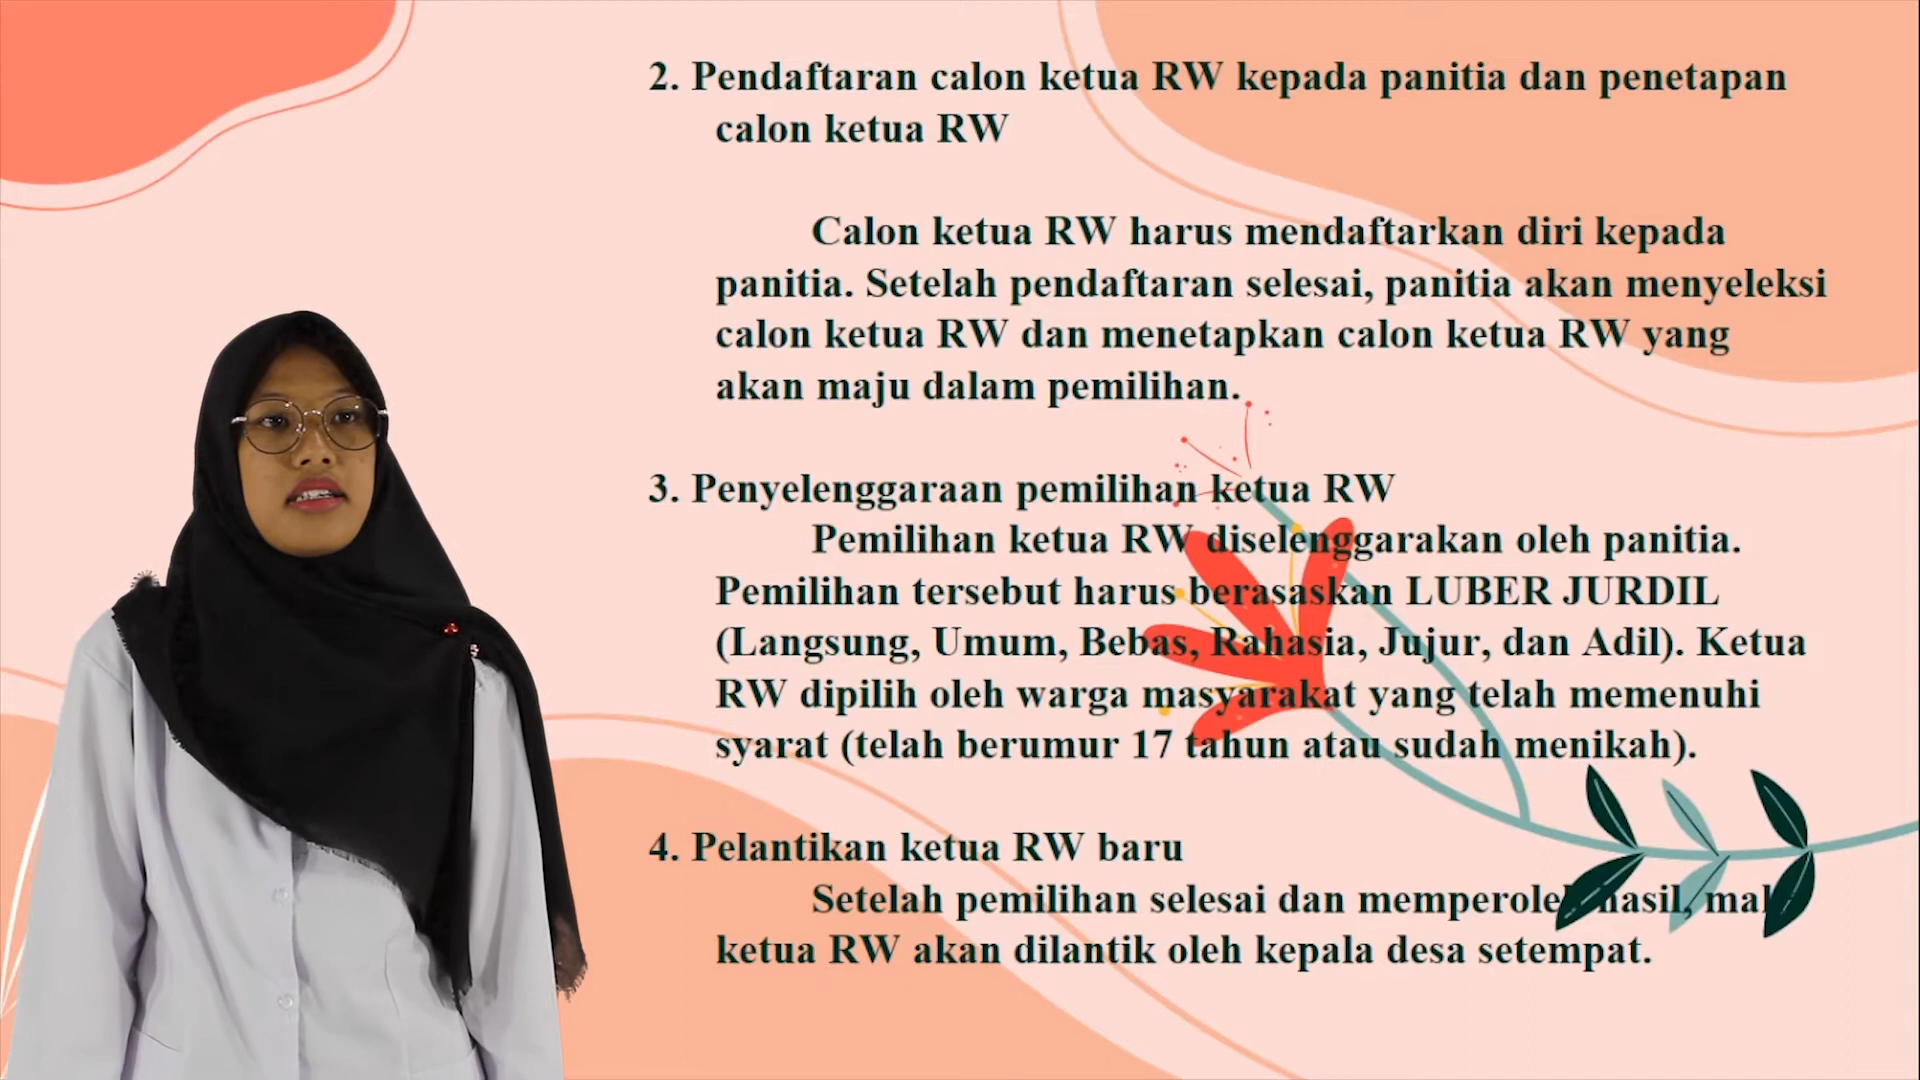 2. Pendaftaran calon ketua RW kepada panitia dan penetapan
calon ketua RW
Calon ketua RW harus mendaftarkan diri kepada
panitia. Setelah pendaftaran selesai, panitia akan menyeleksi
calon ketua RW dan menetapkan calon ketua RW yang
akan maju dalam pemilihan.
3. Penyelenggaraan pemilihan ketua RW
Pemilihan ketua RW diselenggarakan oleh panitia.
Pemilihan tersebut harus berasaskan LUBER JURDIL
(Langsung, Umum, Bebas, Rahasia, Jujur, dan Adil). Ketua
RW dipilih oleh warga masyarakat yang telah memenuhi
syarat (telah berumur 17 tahun atau sudah menikah).
4. Pelantikan ketua RW baru
Setelah pemilihan selesai dan memperoleh hasil,
ketua RW akan dilantik oleh kepala desa setempat.